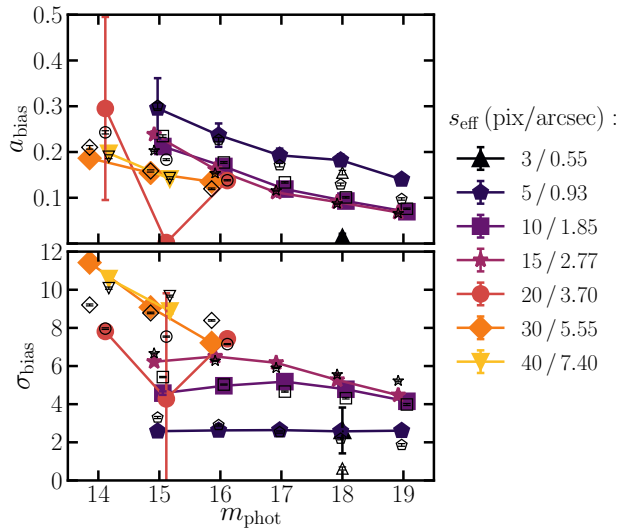 0.5
0.4
0.3
0.2
0.1
a_bias
s_eff (pix/arcsec) :
3 / 0.55
5 / 0.93
10 / 1.85
15 / 2.77
20 / 3.70
30 / 5.55
40 / 7.40
12
10
8
6
4
2
0
σ_bias
14 15 16 17 18 19
m_phot